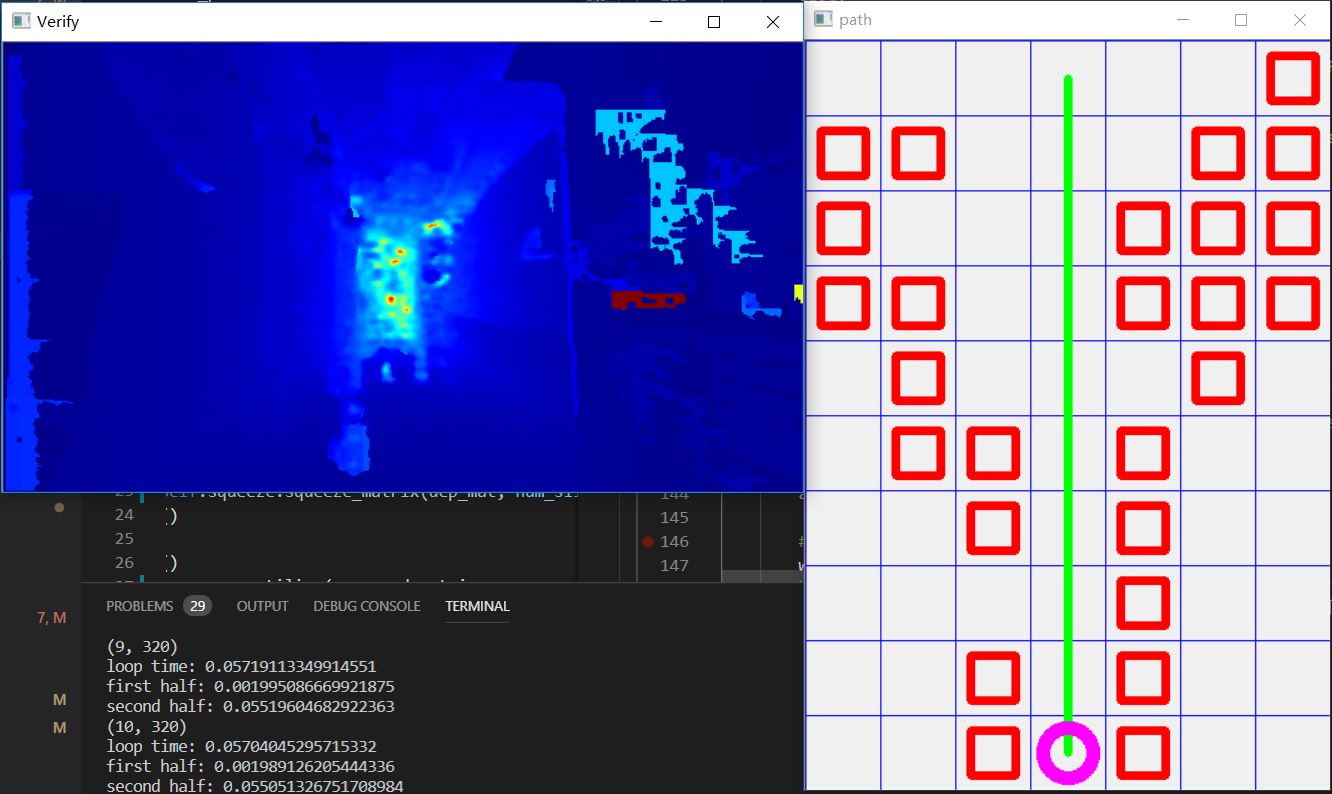 Verify
path
self.squeeze.squeeze_matrix(dep_mat, num_si
24
})
25
26
})
144
145
146
#
147
w
PROBLEMS 29 OUTPUT DEBUG CONSOLE TERMINAL
7, M
M
M
(9, 320)
loop time: 0.05719113349914551
first half: 0.001995086669921875
second half: 0.05519604682922363
(10, 320)
loop time: 0.05704045295715332
first half: 0.001989126205444336
second half: 0.055051326751708984